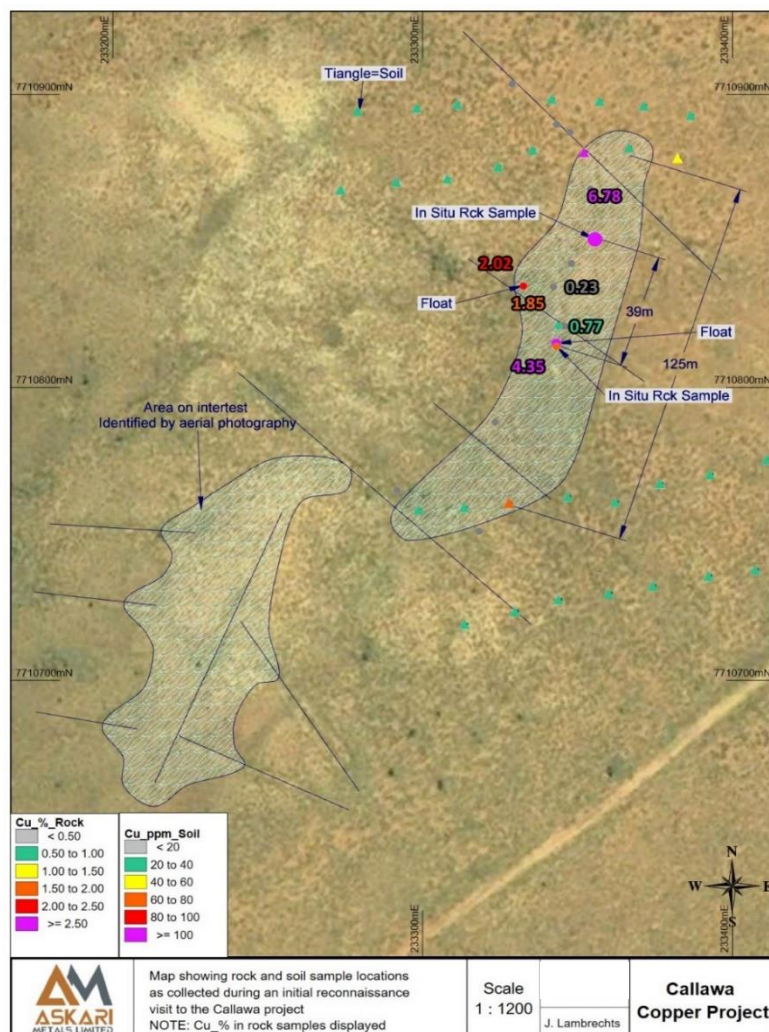 233200mE
233300mE
233400mE
7710900mN
7710900mN
Tiangle=Soil
6.78
In Situ Rck Sample
2.02
0.23
Float
1.85
39m
0.77
Float
125m
4.35
7710800mN
7710800mN
In Situ Rck Sample
Area on intertest
Identified by aerial photography
7710700mN
7710700mN
Cu_%_Rock
< 0.50
0.50 to 1.00
1.00 to 1.50
1.50 to 2.00
2.00 to 2.50
>= 2.50
Cu_ppm_Soil
< 20
20 to 40
40 to 60
60 to 80
80 to 100
>= 100
N
W
E
S
233300mE
233400mE
AM
ASKARI
METALS LIMITED
Map showing rock and soil sample locations
as collected during an initial reconnaissance
visit to the Callawa project
NOTE: Cu_% in rock samples displayed
Scale
1 : 1200
J. Lambrechts
Callawa
Copper Project